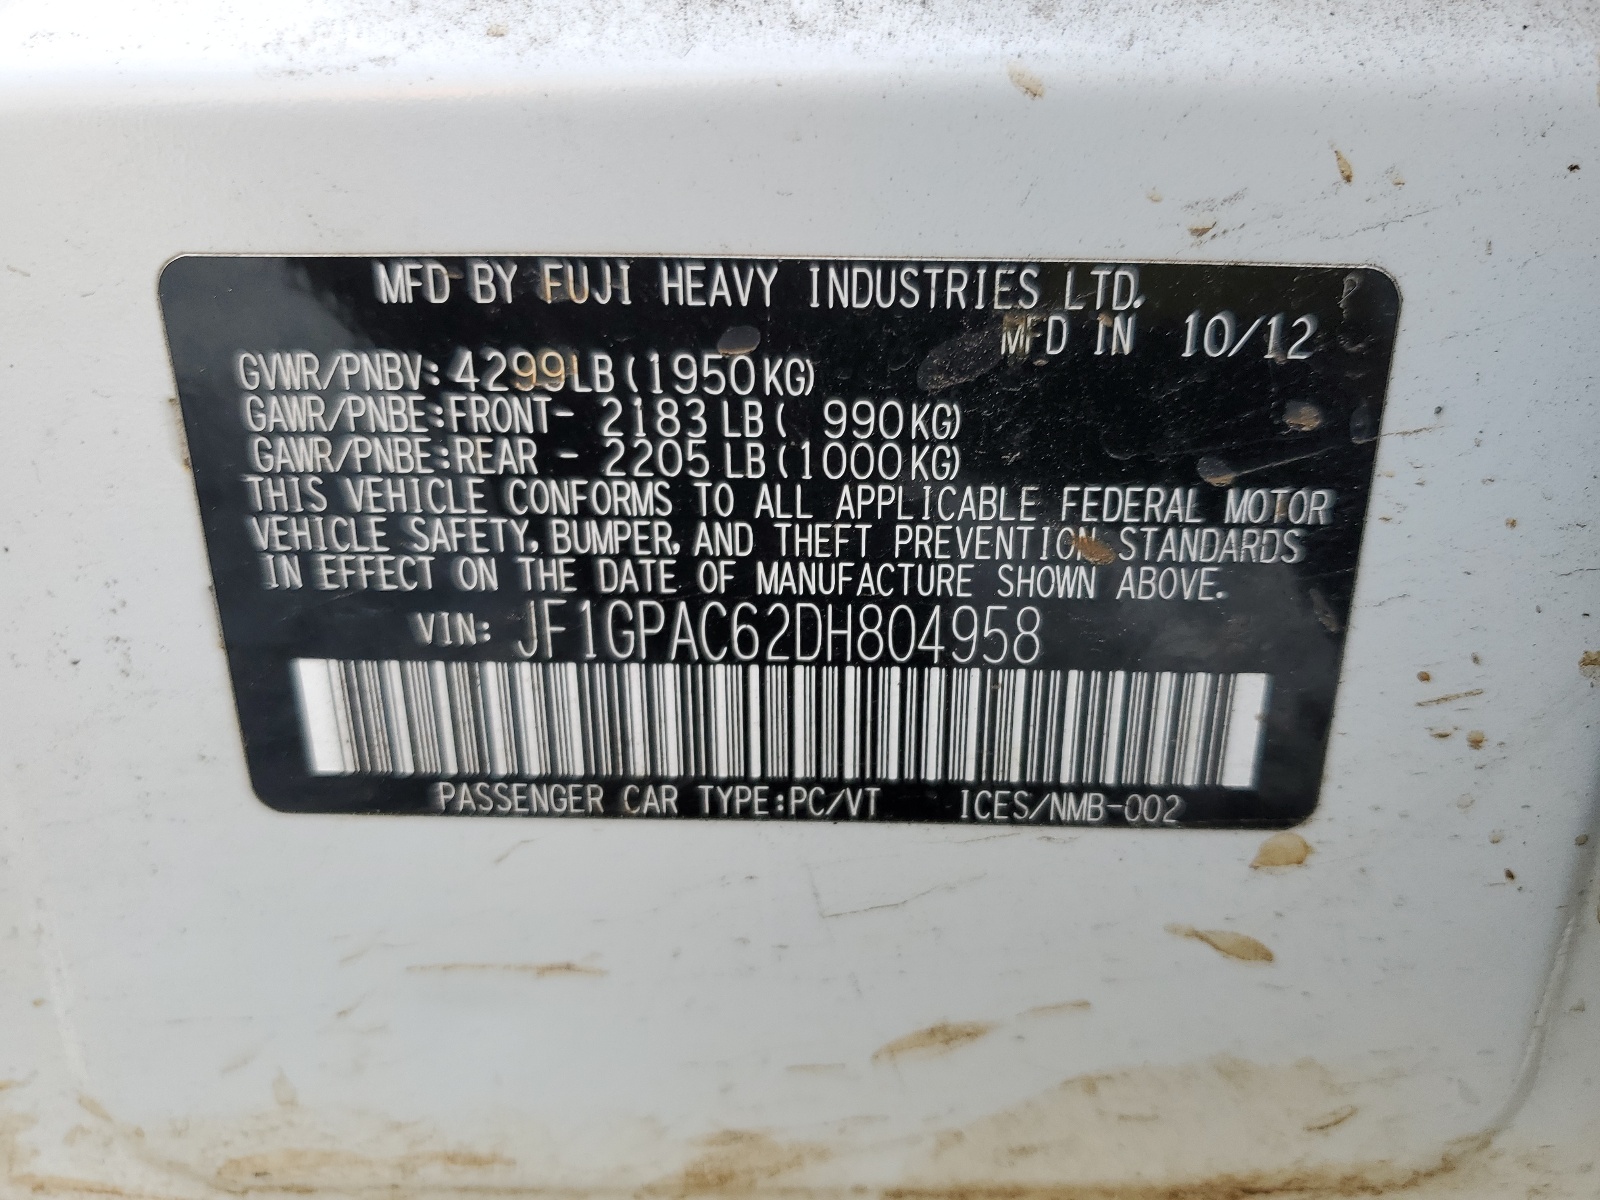 MFD BY FUJI HEAVY INDUSTRIES LTD.
MFD IN 10/12
GVWR/PNBV: 4299LB(1950KG)
GAWR/PNBE:FRONT- 2183 LB( 990KG)
GAWR/PNBE:REAR - 2205 LB(1000KG)
THIS VEHICLE CONFORMS TO ALL APPLICABLE FEDERAL MOTOR
VEHICLE SAFETY, BUMPER, AND THEFT PREVENTION STANDARDS
IN EFFECT ON THE DATE OF MANUFACTURE SHOWN ABOVE.
VIN: JF1GPAC62DH804958
PASSENGER CAR TYPE:PC/VT ICES/NMB-002